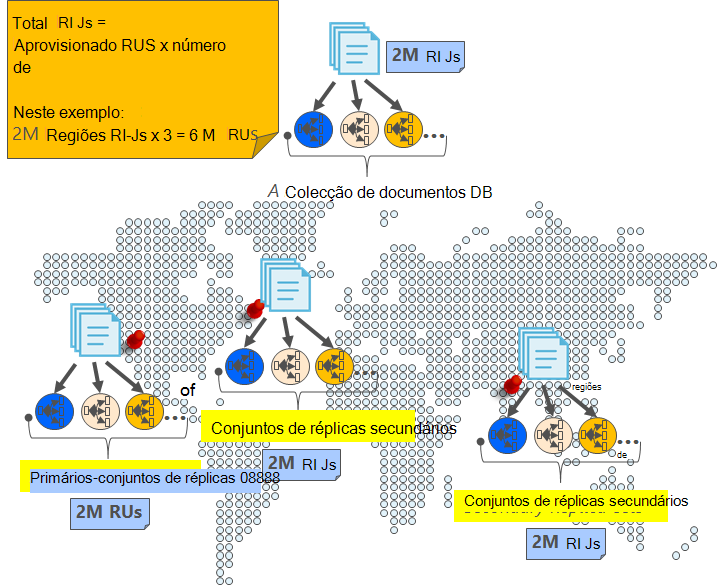 Total RI Js =
Aprovisionado RUS x número
de
Neste exemplo:
2M Regiões RI-Js x 3 = 6 M RUs
2M RI Js
A Colecção de documentos DB
of
Conjuntos de réplicas secundários
2M RI Js
Primários-conjuntos de réplicas 08888
2M RUs
regiões
de
Conjuntos de réplicas secundários
2M RI Js